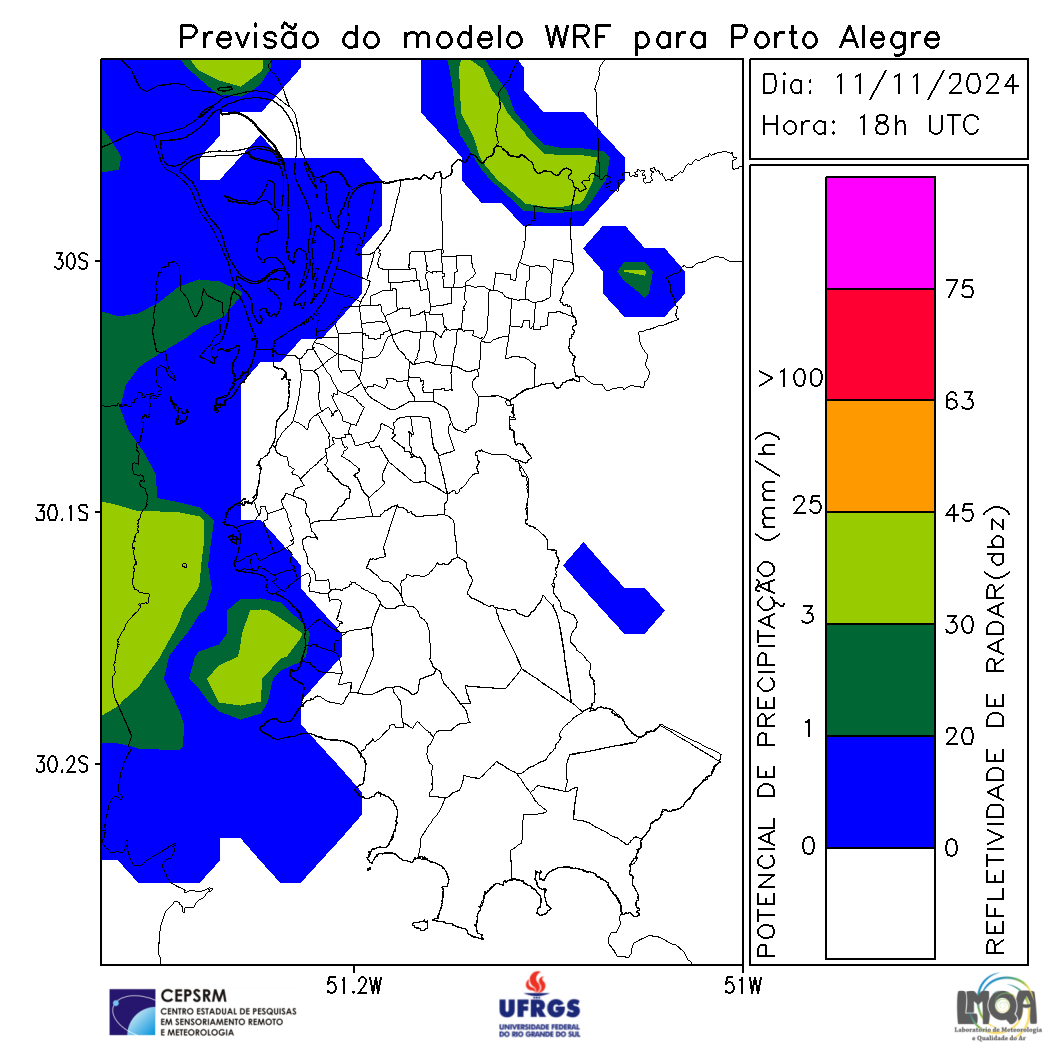 Previsão do modelo WRF para Porto Alegre
Dia: 11/11/2024
Hora: 18h UTC
30S
30.1S
30.2S
51.2W
51W
POTENCIAL DE PRECIPITAÇÃO (mm/h)
>100
25
3
1
0
75
63
45
30
20
0
REFLETIVIDADE DE RADAR(dbz)
CEPSRM
CENTRO ESTADUAL DE PESQUISAS
EM SENSORIAMENTO REMOTO
E METEOROLOGIA
UFRGS
UNIVERSIDADE FEDERAL
DO RIO GRANDE DO SUL
LMQA
Laboratório de Meteorologia
e Qualidade do Ar